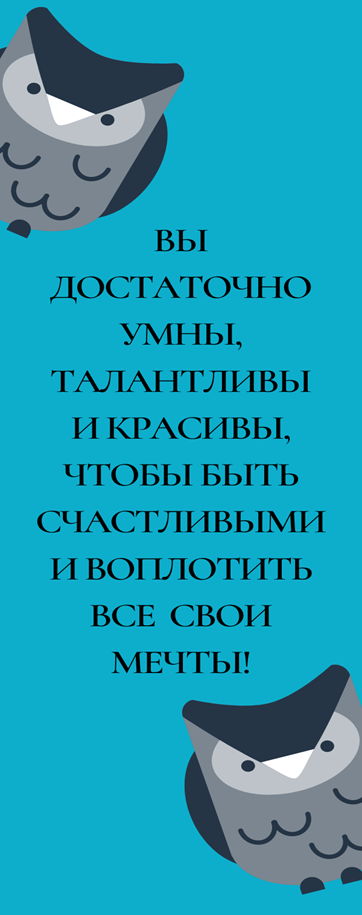 ВЫ
ДОСТАТОЧНО
УМНЫ,
ТАЛАНТЛИВЫ
И КРАСИВЫ,
ЧТОБЫ БЫТЬ
СЧАСТЛИВЫМИ
И ВОПЛОТИТЬ
ВСЕ СВОИ
МЕЧТЫ!